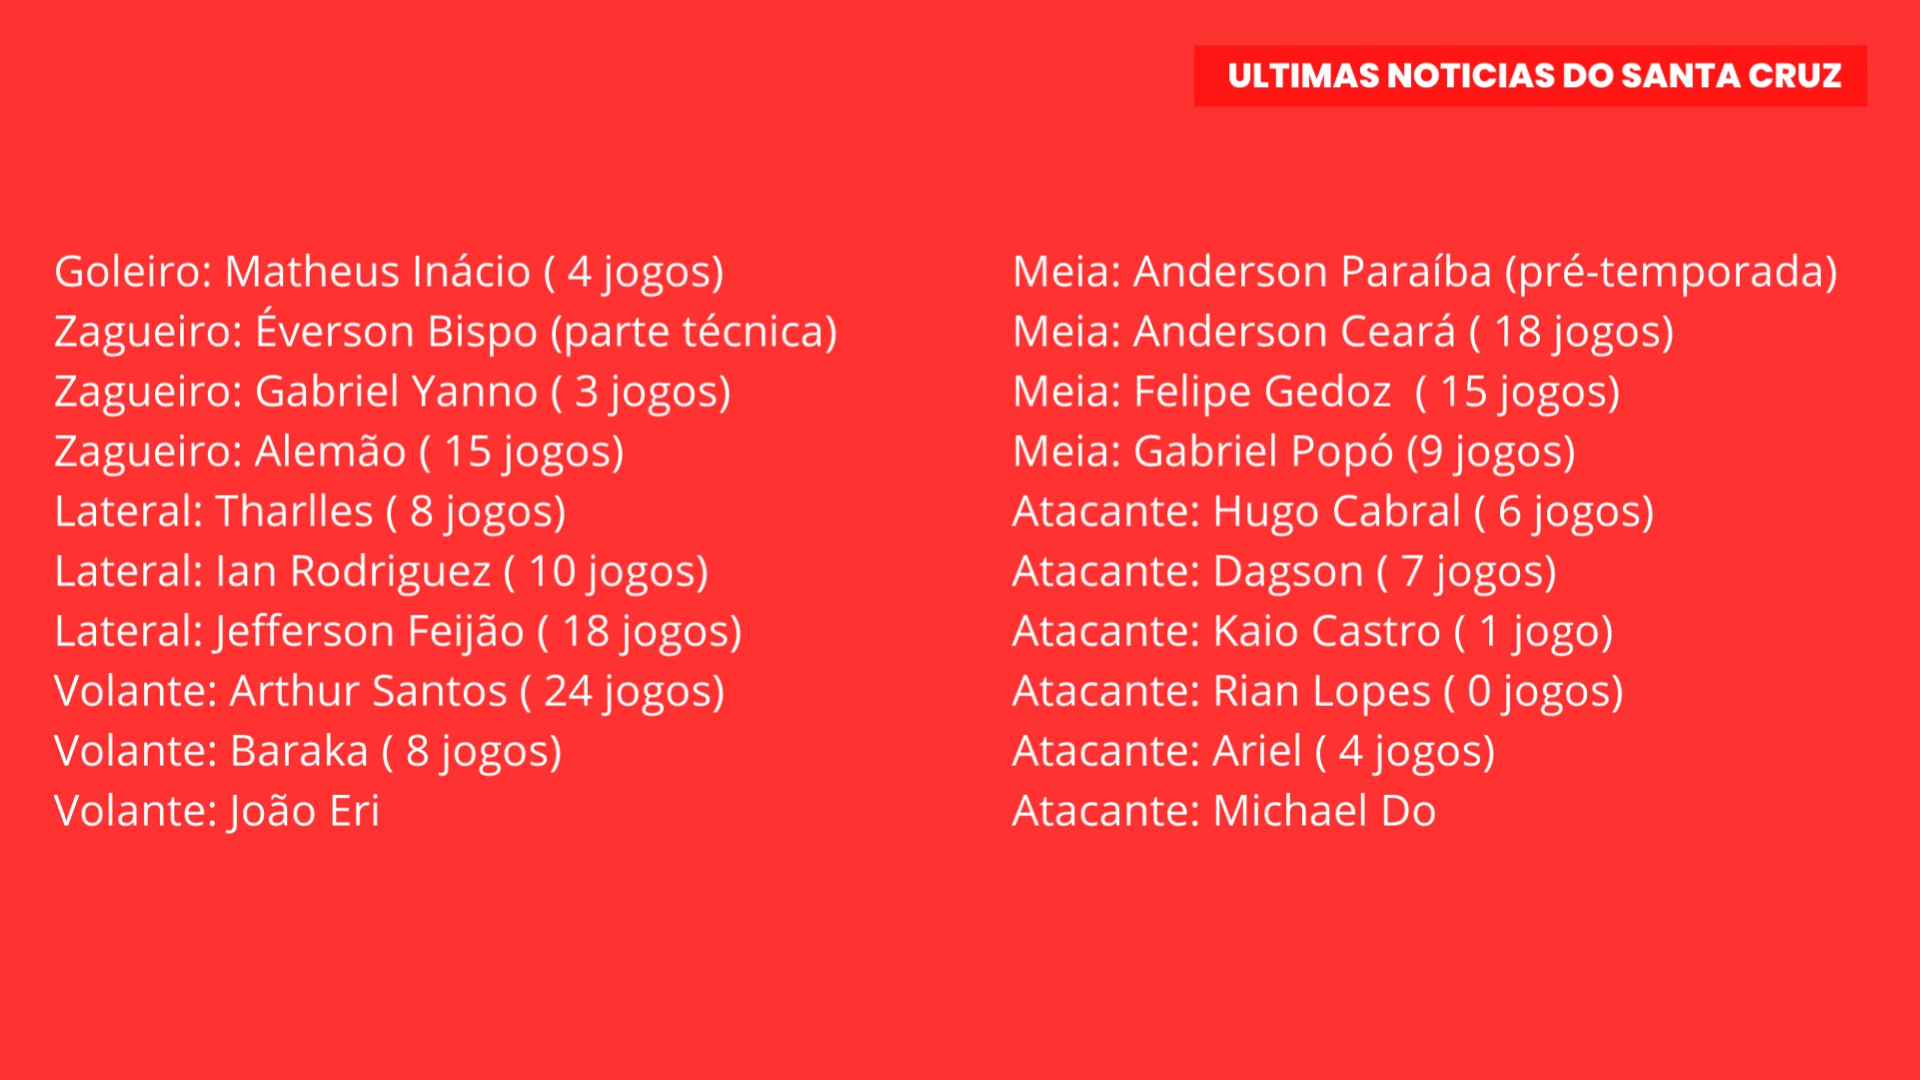 ULTIMAS NOTICIAS DO SANTA CRUZ
Goleiro: Matheus Inácio ( 4 jogos)
Zagueiro: Éverson Bispo (parte técnica)
Zagueiro: Gabriel Yanno ( 3 jogos)
Zagueiro: Alemão ( 15 jogos)
Lateral: Tharlles ( 8 jogos)
Lateral: Ian Rodriguez ( 10 jogos)
Lateral: Jefferson Feijão ( 18 jogos)
Volante: Arthur Santos ( 24 jogos)
Volante: Baraka ( 8 jogos)
Volante: João Eri
Meia: Anderson Paraíba (pré-temporada)
Meia: Anderson Ceará ( 18 jogos)
Meia: Felipe Gedoz  ( 15 jogos)
Meia: Gabriel Popó (9 jogos)
Atacante: Hugo Cabral ( 6 jogos)
Atacante: Dagson ( 7 jogos)
Atacante: Kaio Castro ( 1 jogo)
Atacante: Rian Lopes ( 0 jogos)
Atacante: Ariel ( 4 jogos)
Atacante: Michael Do